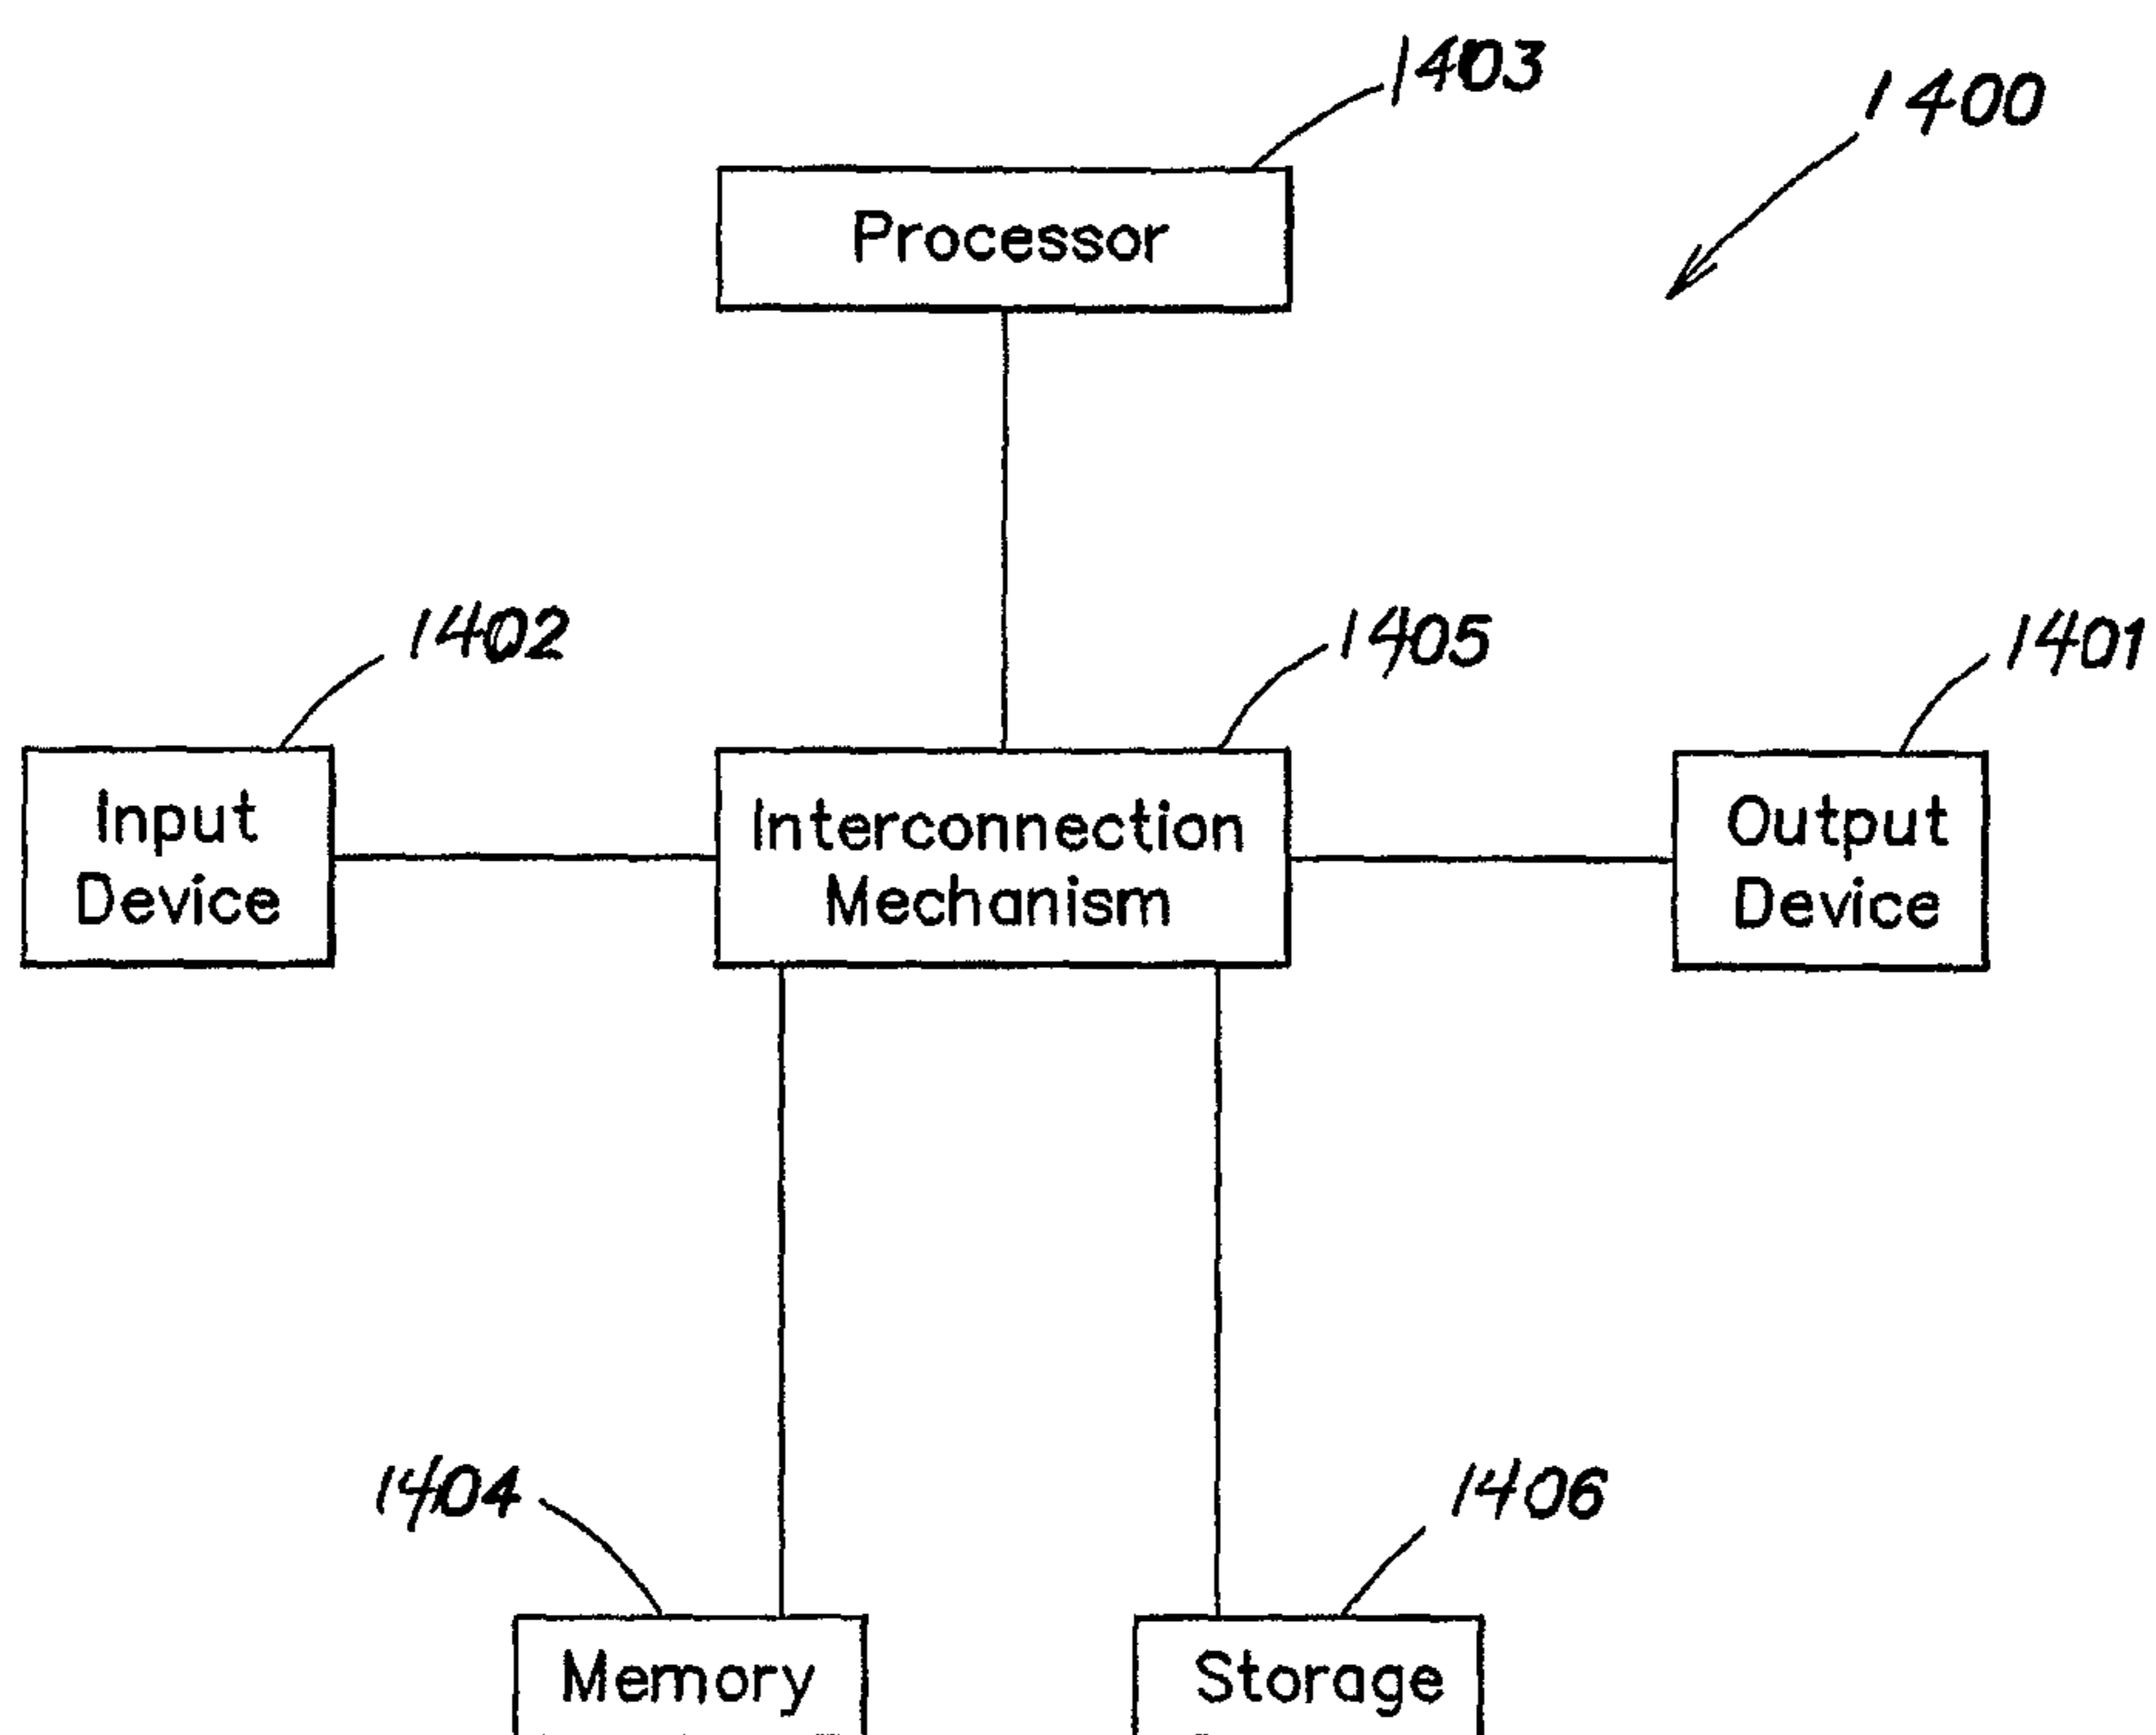 1403
1400
Processor
1402
1405
1401
Input
Device
Interconnection
Mechanism
Output
Device
1404
1406
Memory
Storage